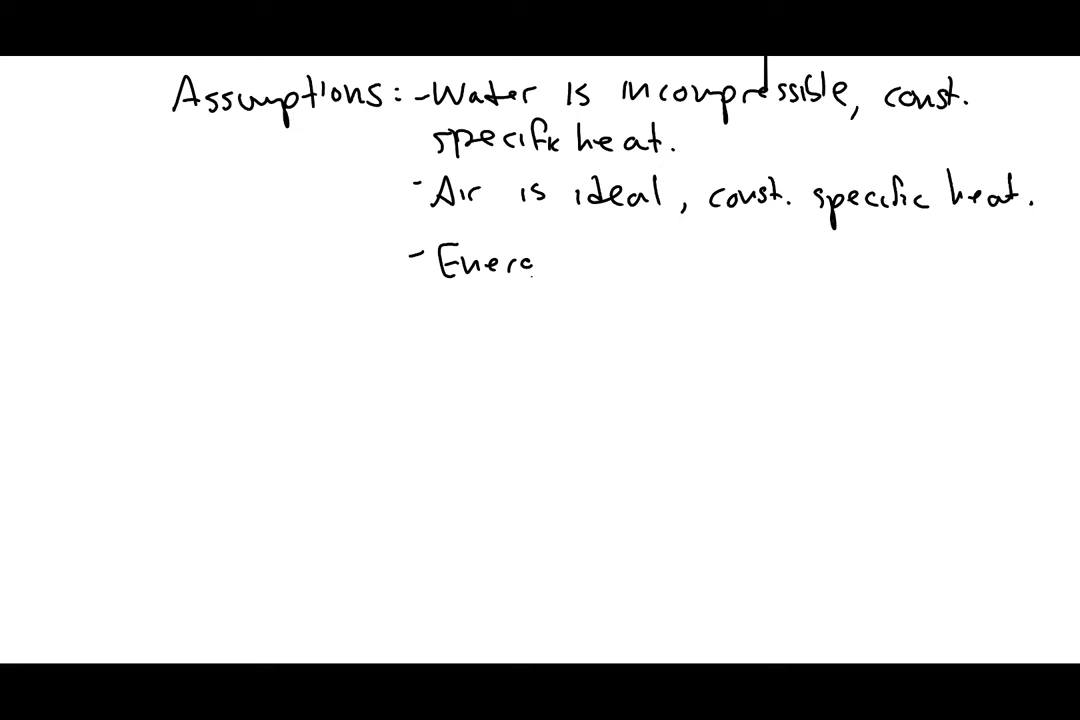 Assumptions: -Water is incompressible, const.
specific heat.
- Air is ideal, const. specific heat.
- Energ